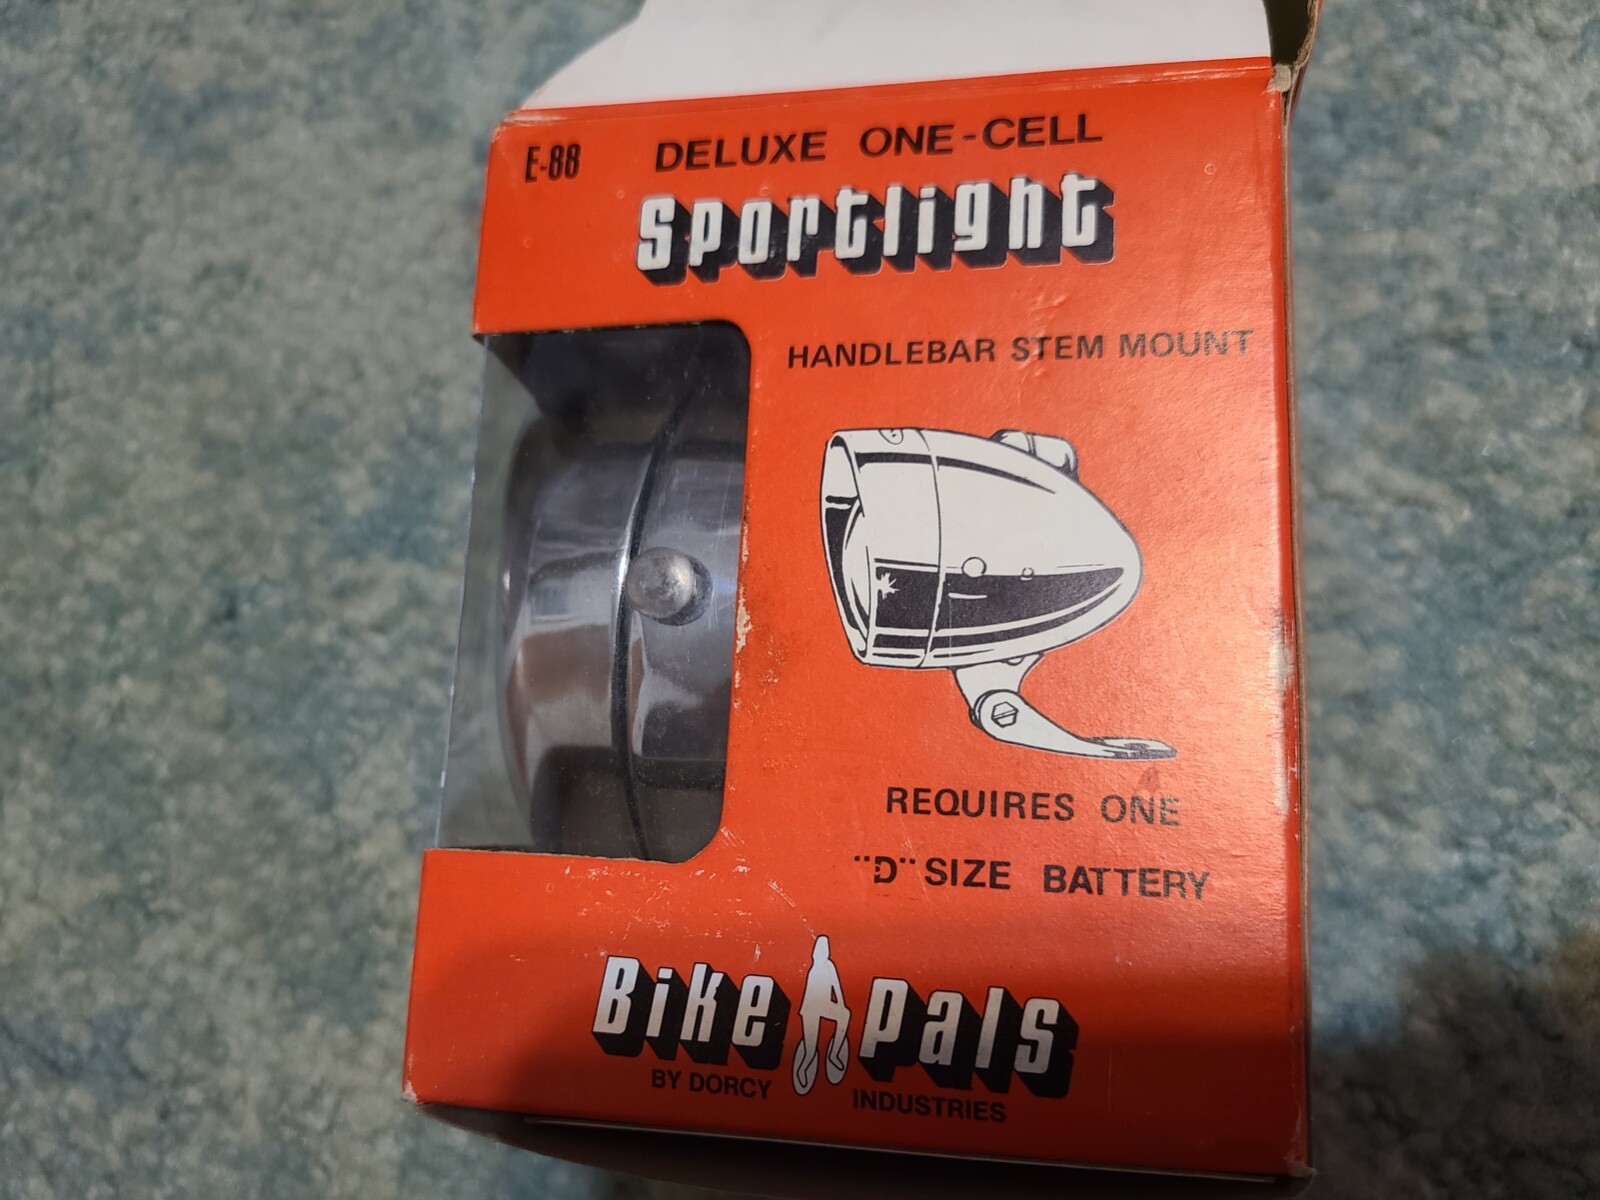 E-88
DELUXE ONE-CELL
Sportlight
HANDLEBAR STEM MOUNT
REQUIRES ONE
"D" SIZE BATTERY
Bike Pals
BY DORCY INDUSTRIES